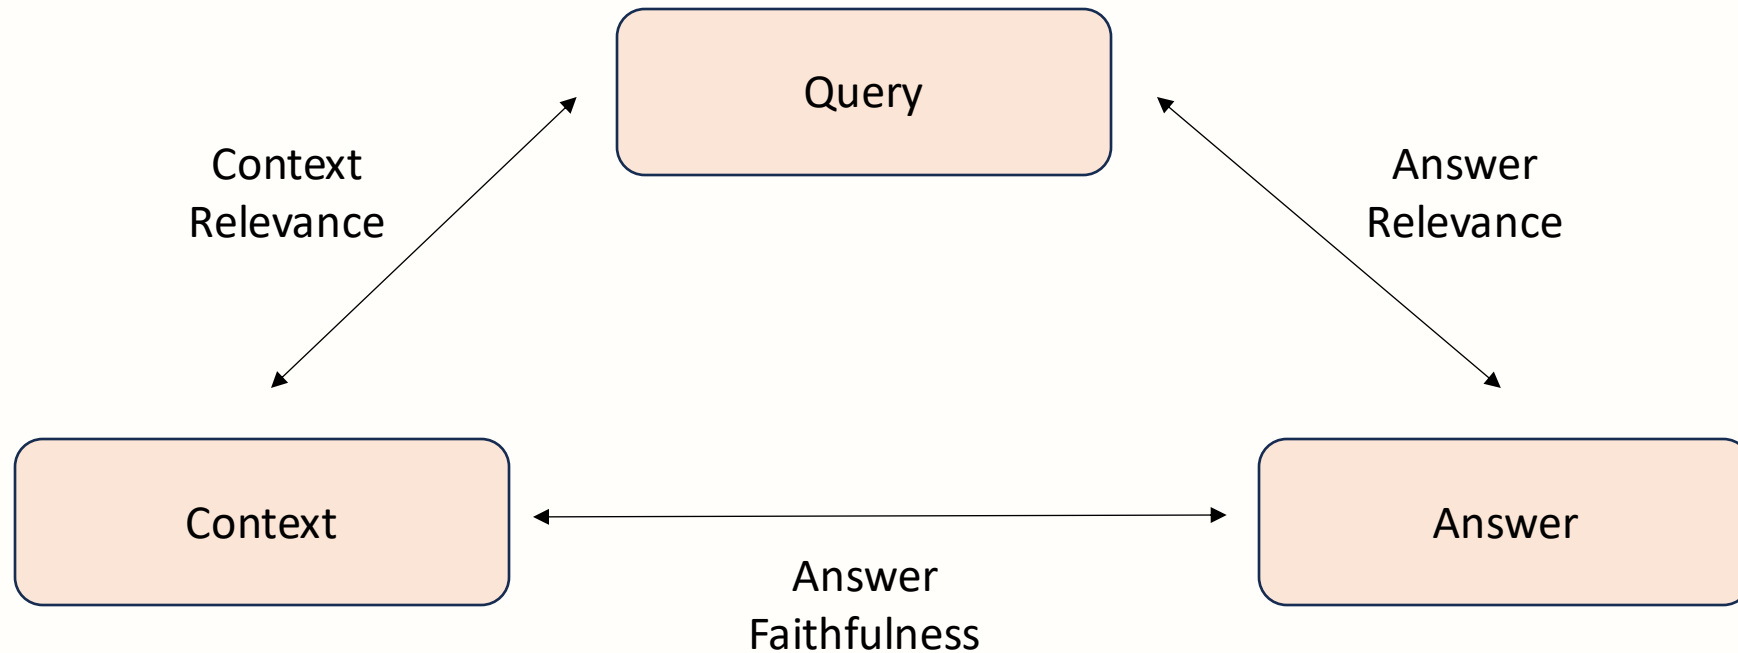 Query
Context
Relevance
Answer
Relevance
Context
Answer
Answer
Faithfulness